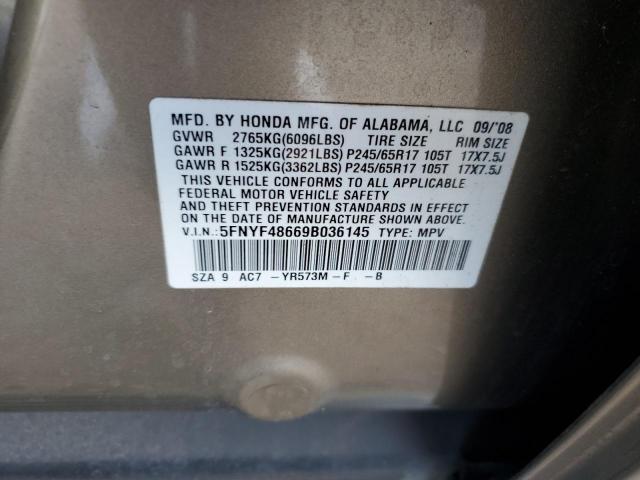 MFD. BY HONDA MFG. OF ALABAMA, LLC 09/'08
GVWR 2765KG(6096LBS) TIRE SIZE RIM SIZE
GAWR F 1325KG(2921LBS) P245/65R17 105T 17X7.5J
GAWR R 1525KG(3362LBS) P245/65R17 105T 17X7.5J
THIS VEHICLE CONFORMS TO ALL APPLICABLE
FEDERAL MOTOR VEHICLE SAFETY
AND THEFT PREVENTION STANDARDS IN EFFECT
ON THE DATE OF MANUFACTURE SHOWN ABOVE.
V.I.N.: 5FNYF48669B036145 TYPE: MPV
SZA 9 AC7 -YR573M -F -B